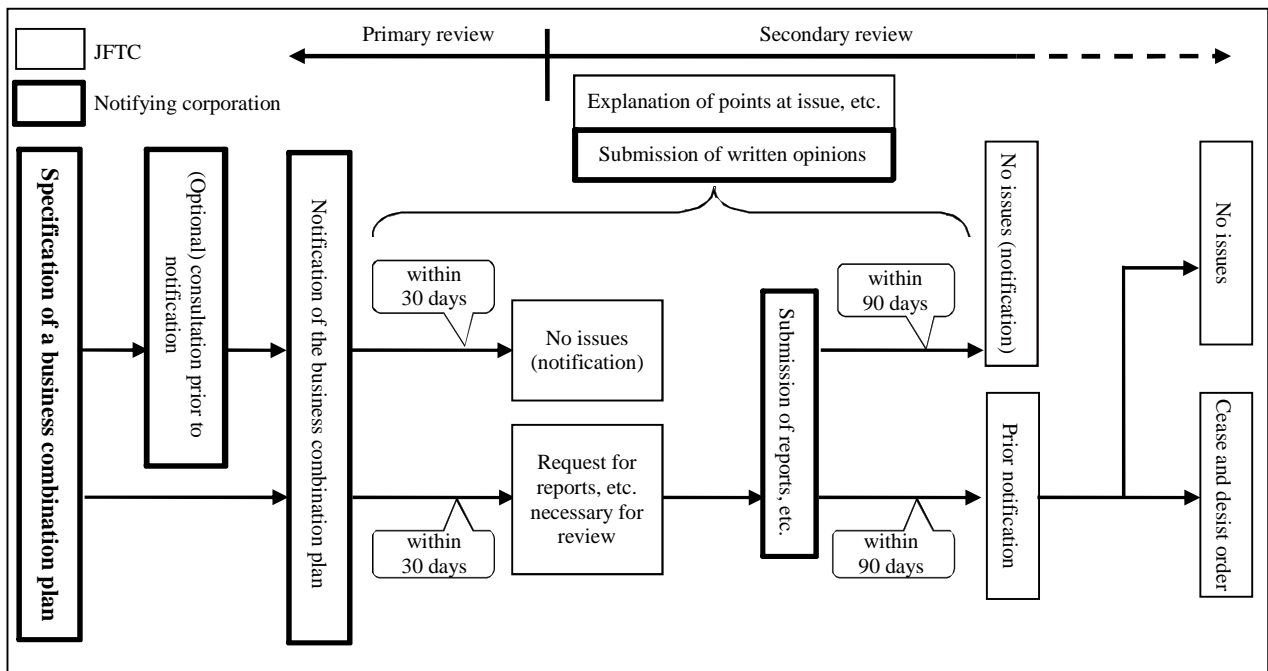 Primary review
Secondary review
JFTC
Notifying corporation
Explanation of points at issue, etc.
Submission of written opinions
Specification of a business combination plan
(Optional) consultation prior to
notification
Notification of the business combination plan
within
30 days
No issues
(notification)
within
30 days
Request for
reports, etc.
necessary for
review
Submission of reports, etc.
within
90 days
within
90 days
No issues (notification)
Prior notification
No issues
Cease and desist order